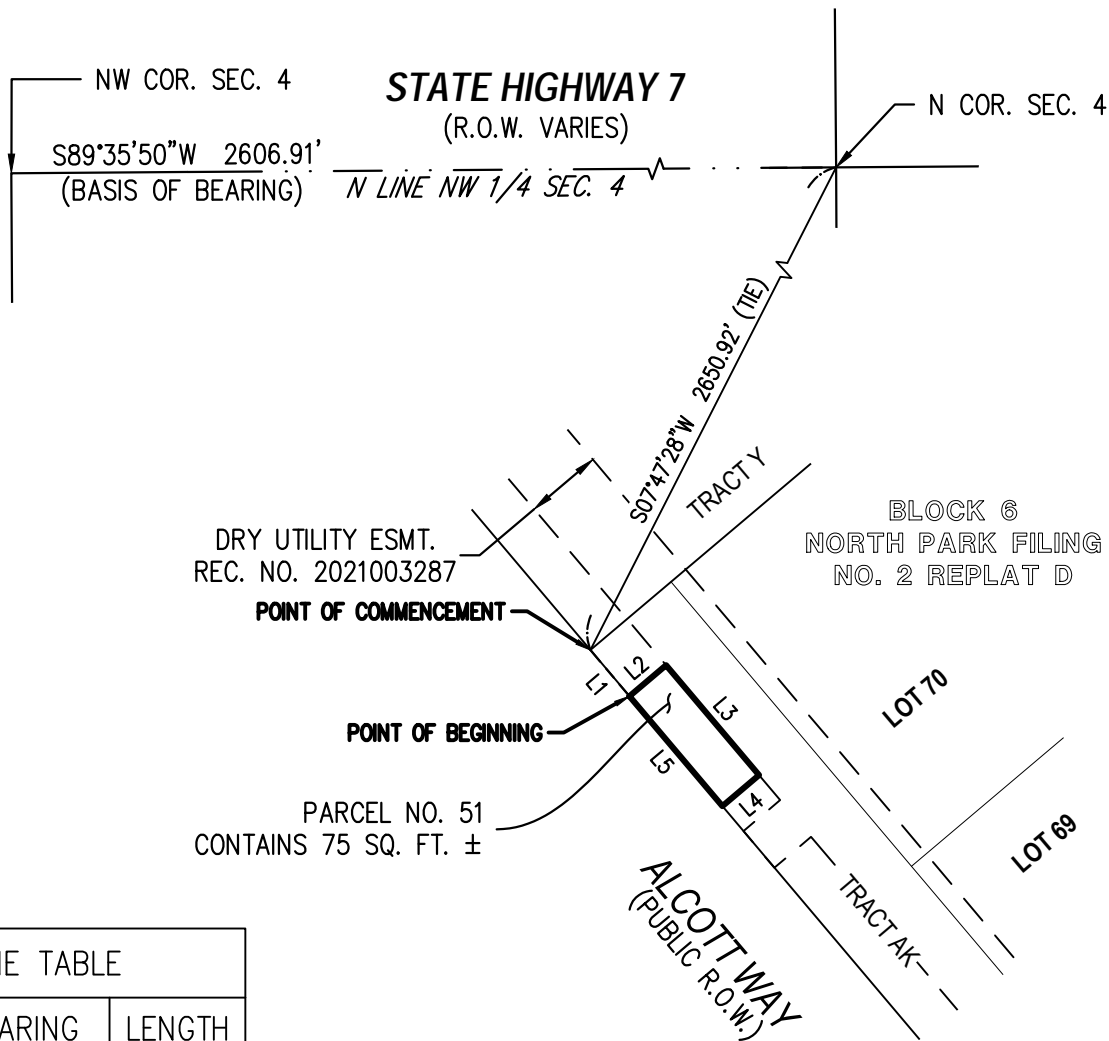 NW COR. SEC. 4
STATE HIGHWAY 7
(R.O.W. VARIES)
N COR. SEC. 4
S89°35'50"W 2606.91'
(BASIS OF BEARING)
N LINE NW 1/4 SEC. 4
S07°47'28"W 2650.92' (TIE)
TRACT Y
BLOCK 6
NORTH PARK FILING
NO. 2 REPLAT D
DRY UTILITY ESMT.
REC. NO. 2021003287
POINT OF COMMENCEMENT
L1
L2
L3
LOT 70
POINT OF BEGINNING
L5
L4
PARCEL NO. 51
CONTAINS 75 SQ. FT. ±
LOT 69
TRACT AK
ALCOTT WAY
(PUBLIC R.O.W.)
TABLE
LENGTH